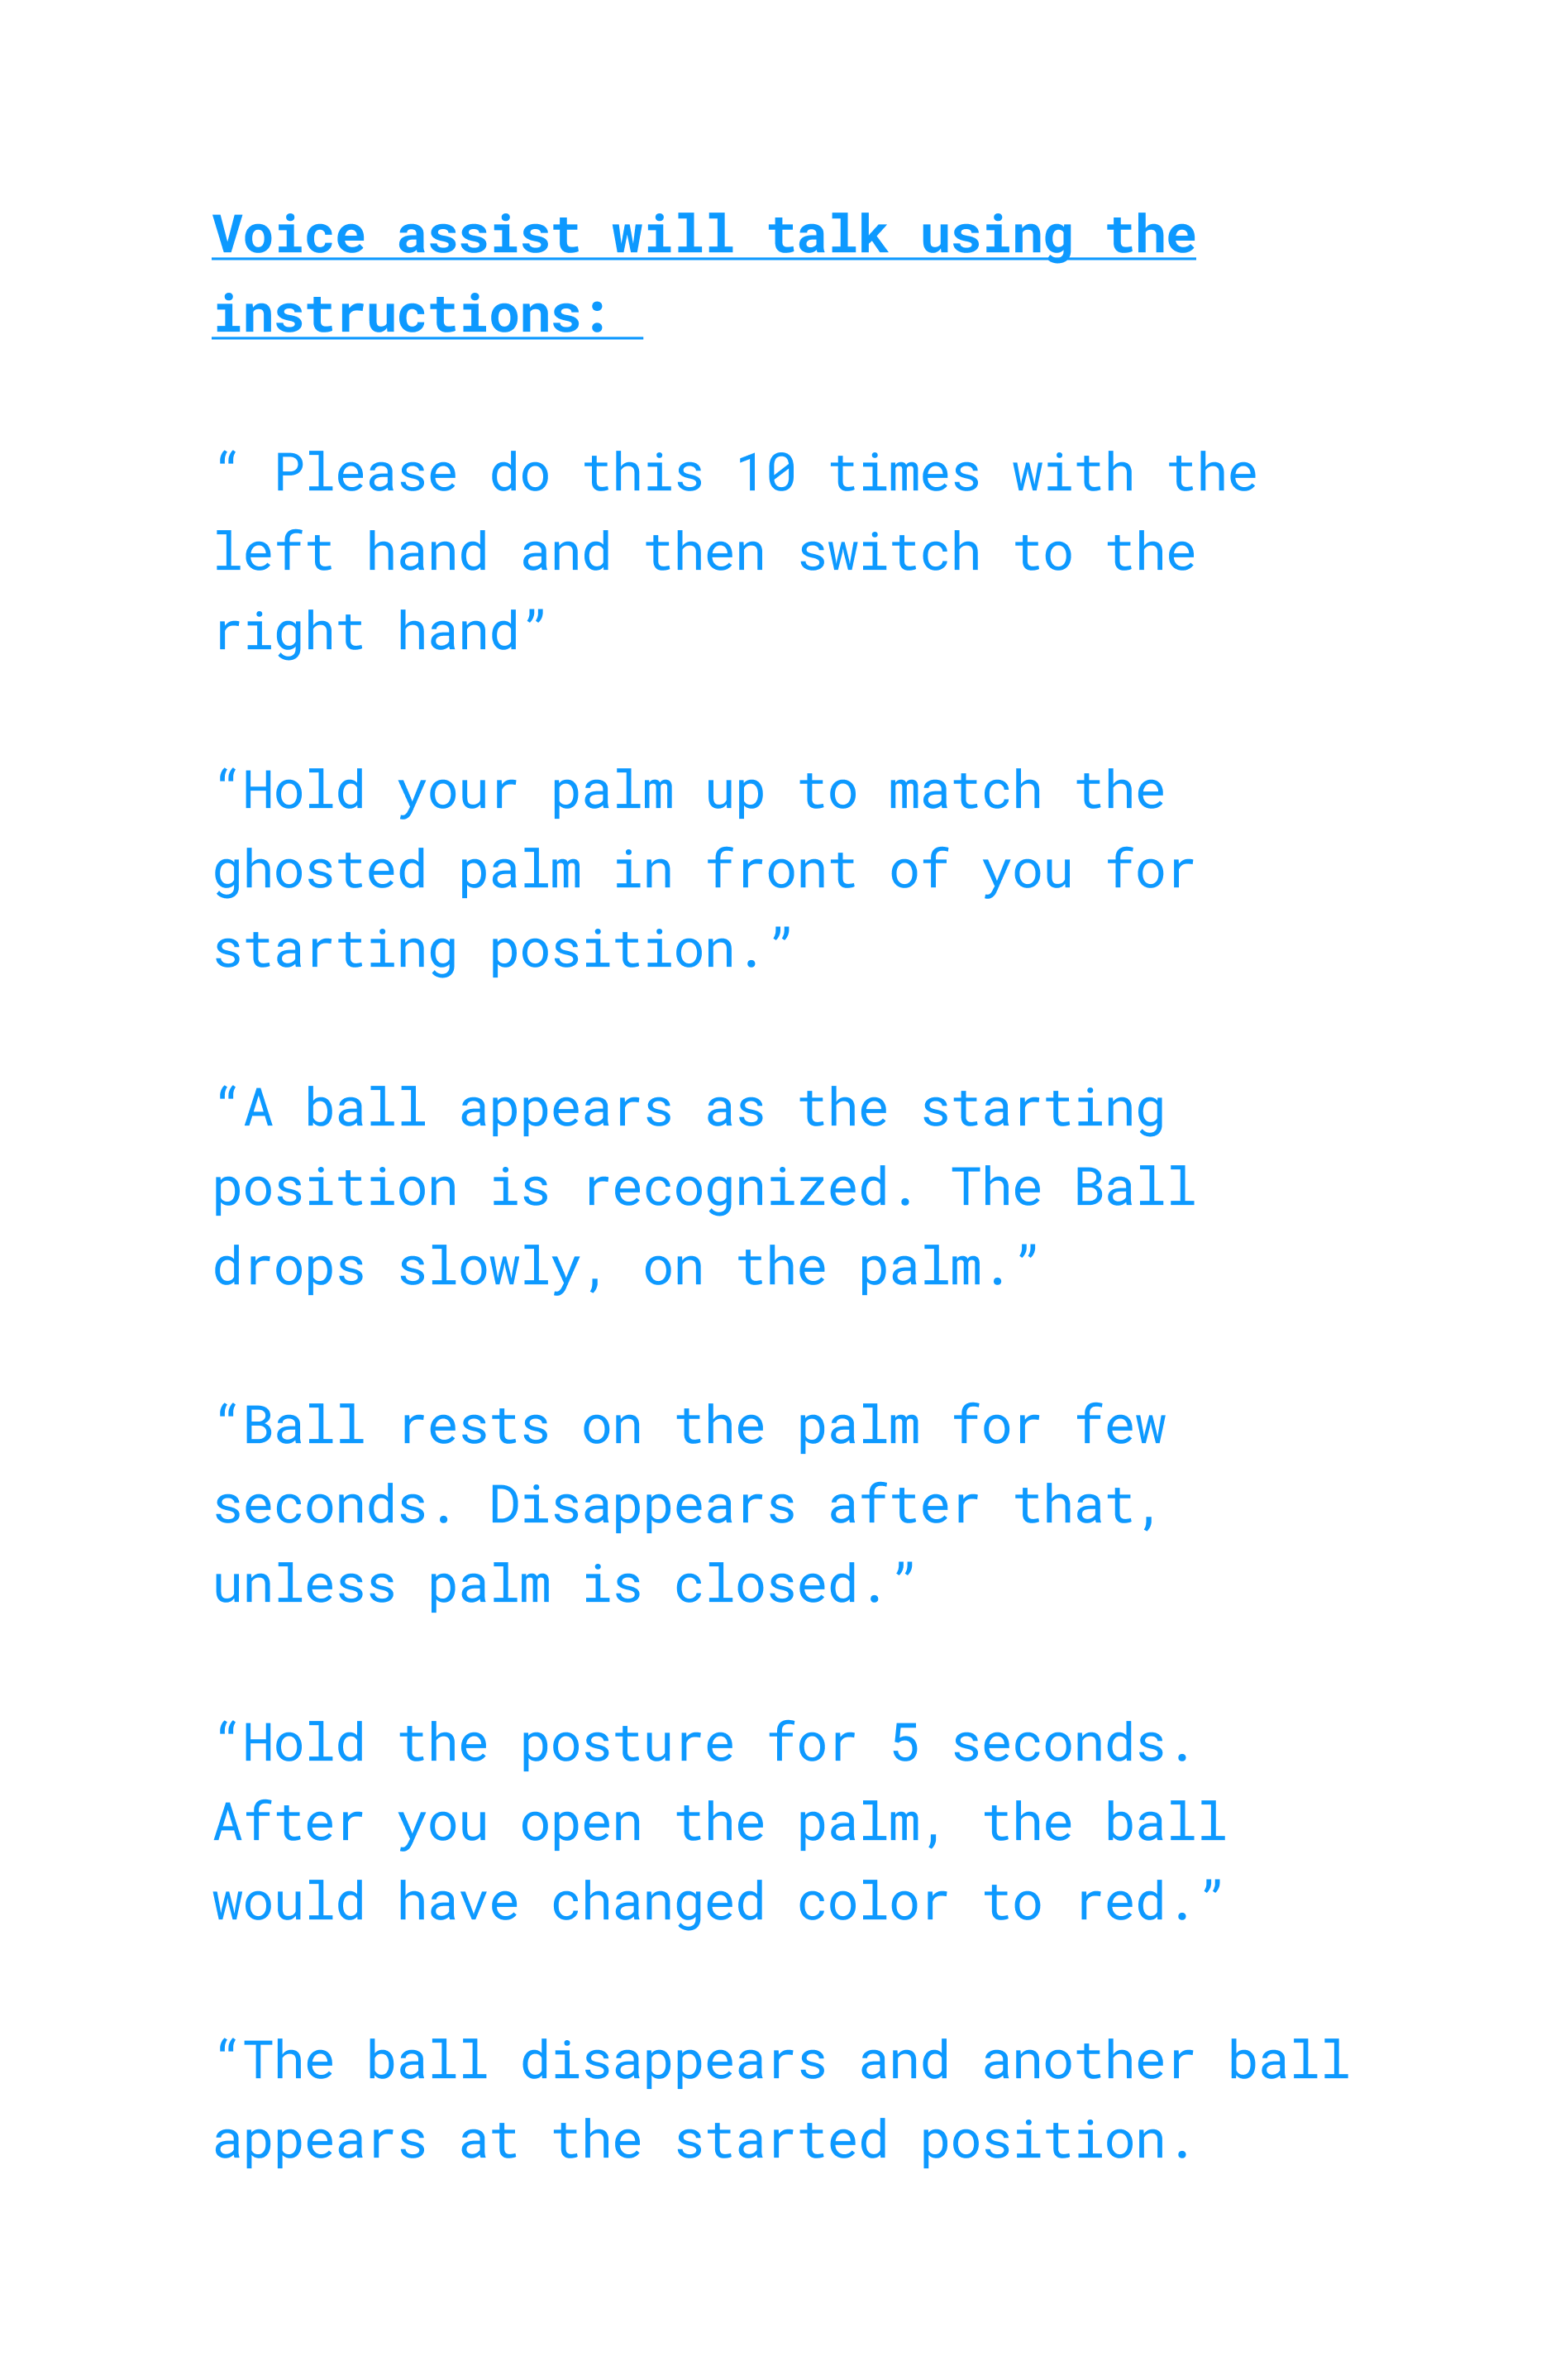 Voice assist will talk using the
instructions:
“ Please do this 10 times with the
left hand and then switch to the
right hand”
“Hold your palm up to match the
ghosted palm in front of you for
starting position.”
“A ball appears as the starting
position is recognized. The Ball
drops slowly, on the palm.”
“Ball rests on the palm for few
seconds. Disappears after that,
unless palm is closed.”
“Hold the posture for 5 seconds.
After you open the palm, the ball
would have changed color to red.”
“The ball disappears and another ball
appears at the started position.